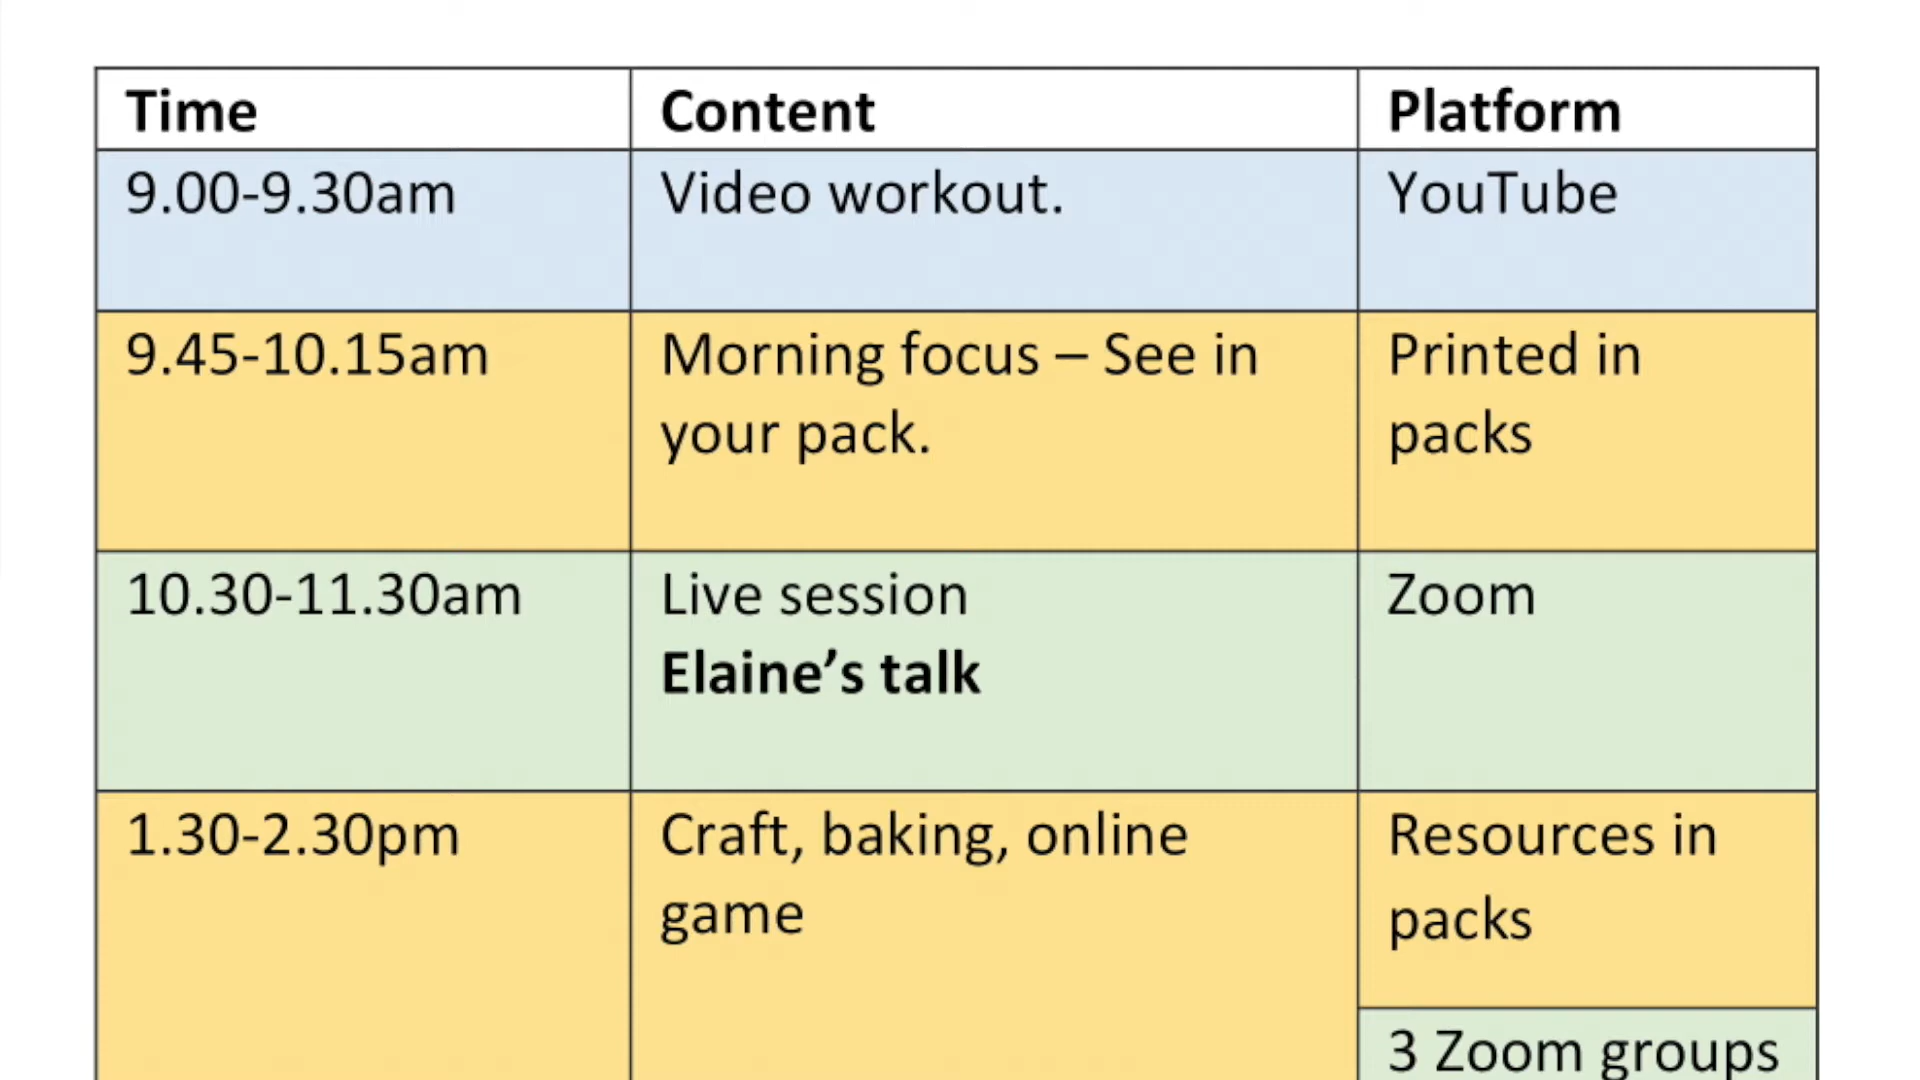 Time Content Platform
9.00-9.30am Video workout. YouTube
9.45-10.15am Morning focus – See in Printed in
your pack. packs
10.30-11.30am Live session Zoom
Elaine’s talk
1.30-2.30pm Craft, baking, online Resources in
game packs
3 Zoom groups